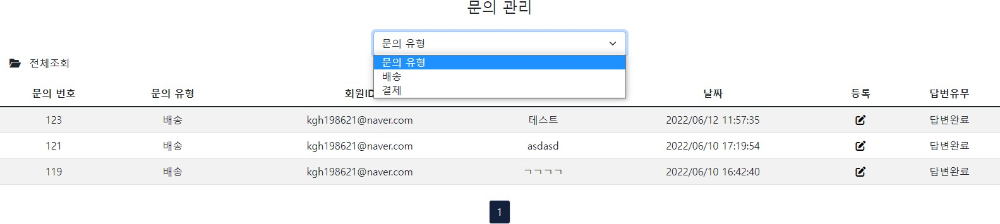 문의 관리
문의 유형
문의 유형
배송
결제
전체조회
문의 번호 문의 유형 회원ID 날짜 등록 답변유무
123 배송 kgh198621@naver.com 테스트 2022/06/12 11:57:35 답변완료
121 배송 kgh198621@naver.com asdasd 2022/06/10 17:19:54 답변완료
119 배송 kgh198621@naver.com ㄱㄱㄱㄱ 2022/06/10 16:42:40 답변완료
1